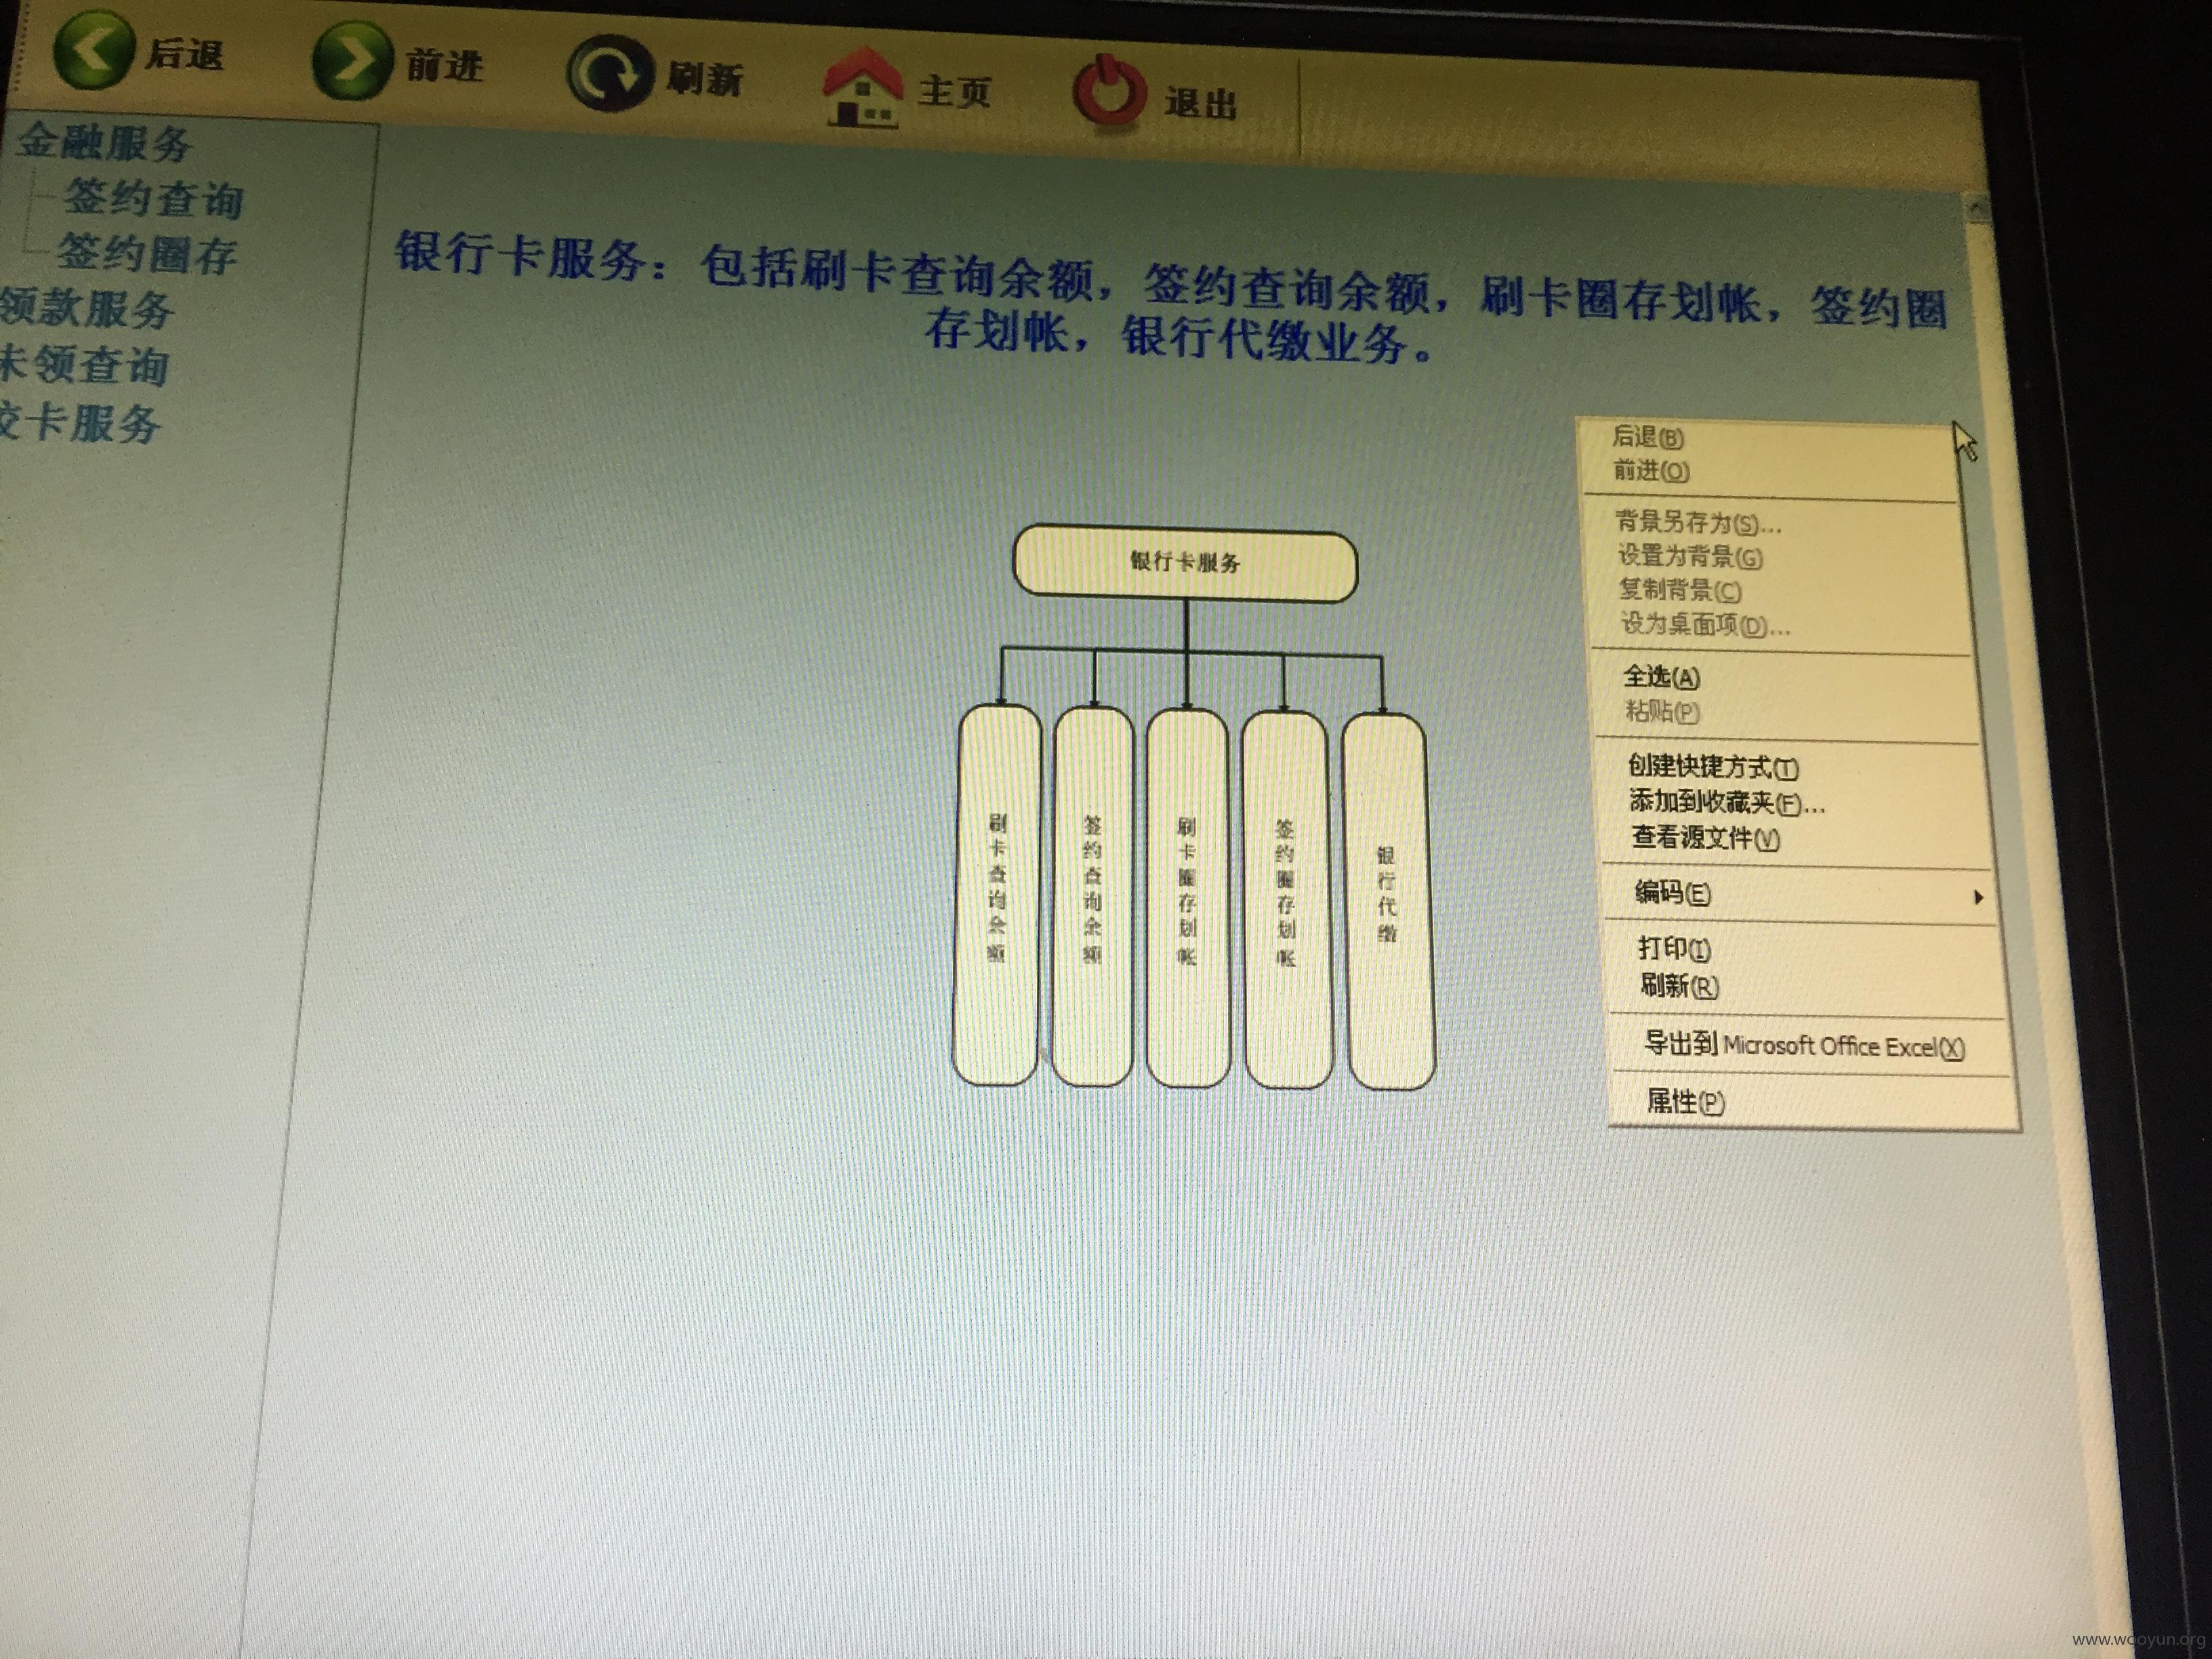 后退 前进 刷新 主页 退出
金融服务
签约查询
签约圈存
领款服务
未领查询
校卡服务
银行卡服务：包括刷卡查询余额，签约查询余额，刷卡圈存划帐，签约圈
存划帐，银行代缴业务。
银行卡服务
刷卡查询余额
签约查询余额
刷卡圈存划帐
签约圈存划帐
银行代缴
后退(B)
前进(O)
背景另存为(S)...
设置为背景(G)
复制背景(C)
设为桌面项(D)...
全选(A)
粘贴(P)
创建快捷方式(T)
添加到收藏夹(F)...
查看源文件(V)
编码(E)
打印(I)
刷新(R)
导出到 Microsoft Office Excel(X)
属性(P)
www.wooyun.org